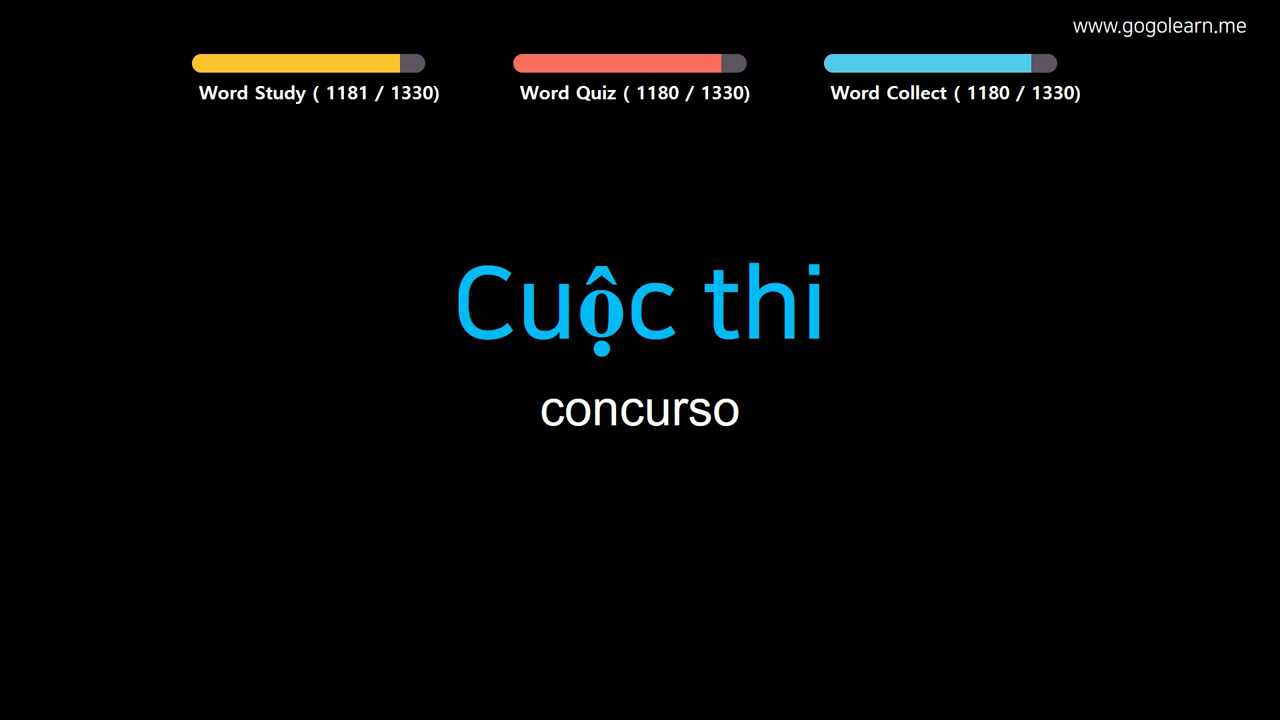 www.gogolearn.me
Word Study ( 1181 / 1330)
Word Quiz ( 1180 / 1330)
Word Collect ( 1180 / 1330)
Cuộc thi
concurso